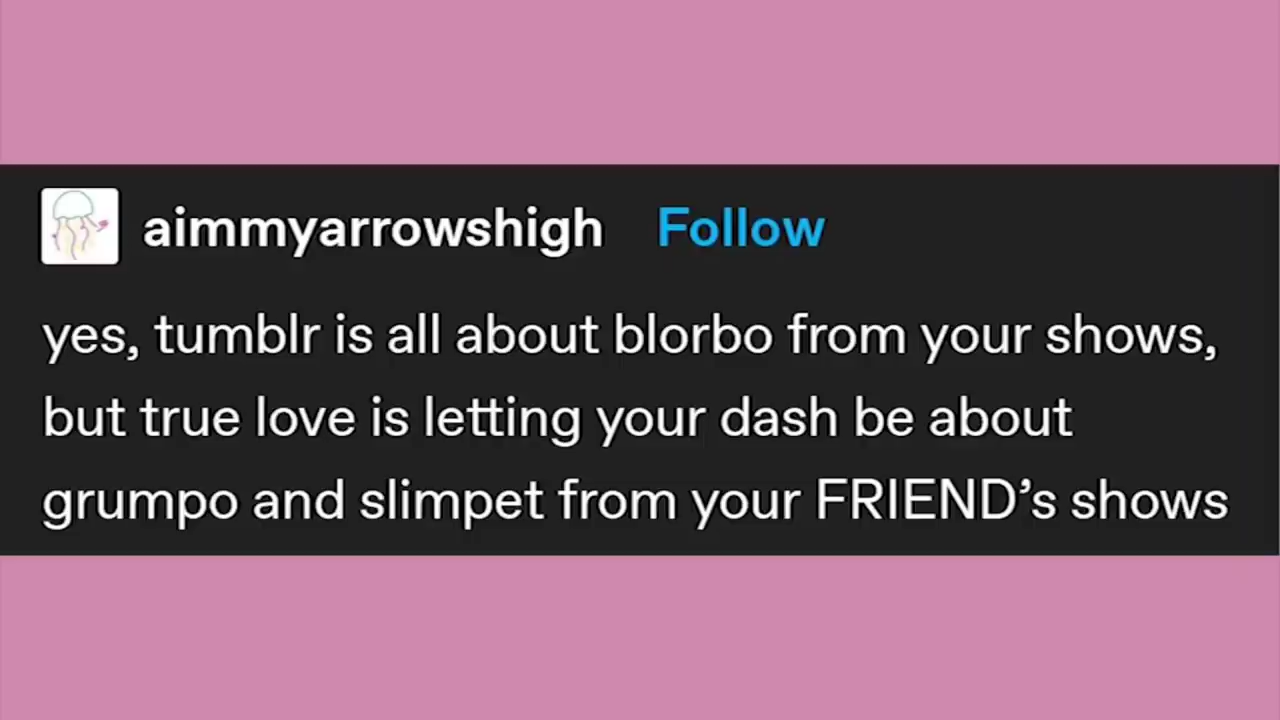 aimmyarrowshigh Follow
yes, tumblr is all about blorbo from your shows,
but true love is letting your dash be about
grumpo and slimpet from your FRIEND’s shows